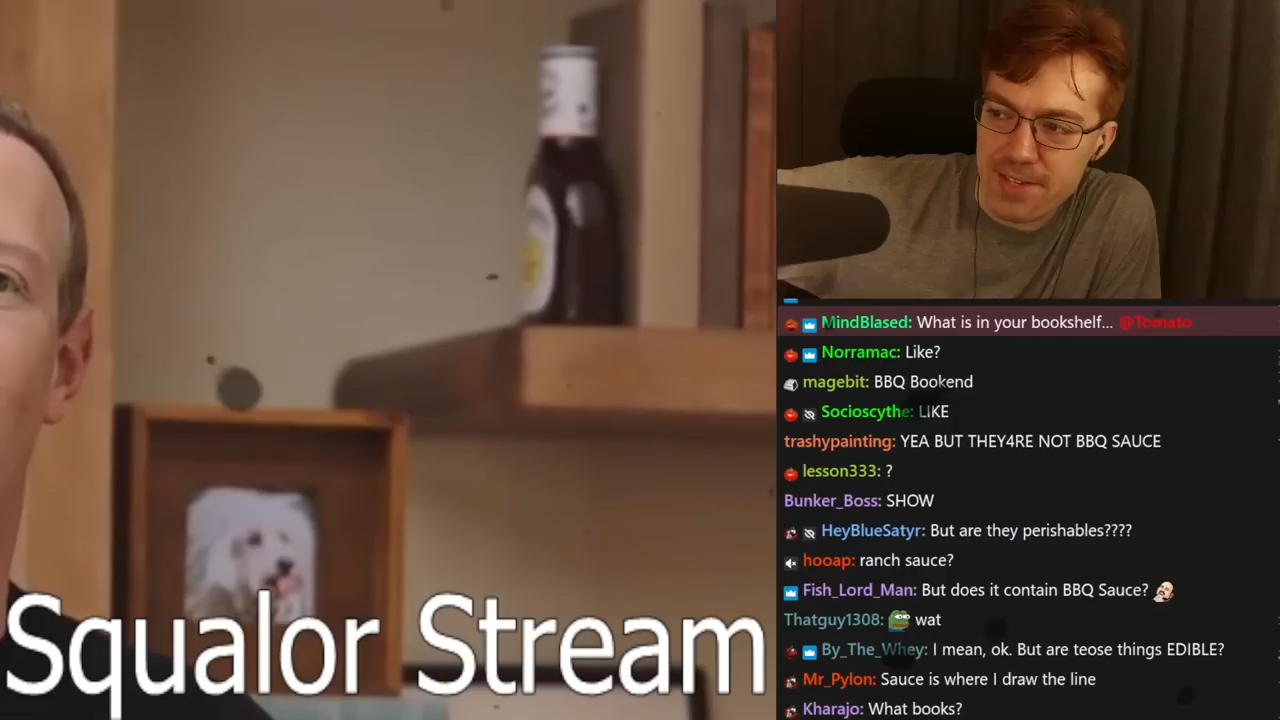 MindBlased: What is in your bookshelf... @Tomato
Norramac: Like?
magebit: BBQ Bookend
Socioscythe: LIKE
trashypainting: YEA BUT THEY4RE NOT BBQ SAUCE
lesson333: ?
Bunker_Boss: SHOW
HeyBlueSatyr: But are they perishables????
hooap: ranch sauce?
Fish_Lord_Man: But does it contain BBQ Sauce?
Thatguy1308: wat
By_The_Whey: I mean, ok. But are teose things EDIBLE?
Mr_Pylon: Sauce is where I draw the line
Kharajo: What books?
Squalor Stream